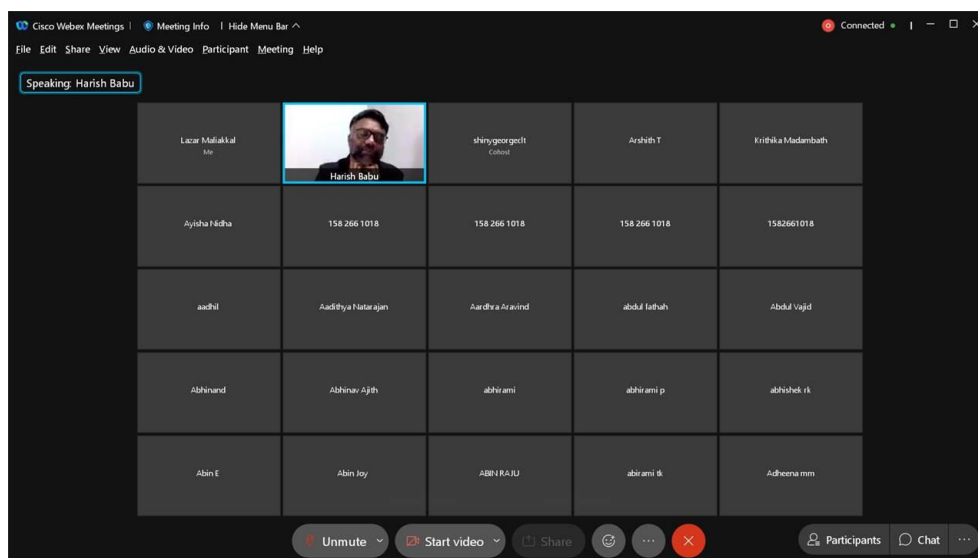 Cisco Webex Meetings | Meeting Info | Hide Menu Bar
Connected
File Edit Share View Audio & Video Participant Meeting Help
Speaking: Harish Babu
Lazar Maliakkal
Me
Harish Babu
shinygeorgeclt
Cohost
Arshith T
Krithika Madambath
Ayisha Nidha
158 266 1018
158 266 1018
158 266 1018
1582661018
aadhil
Aadithya Natarajan
Aardhra Aravind
abdul fathah
Abdul Vajid
Abhinand
Abhinav Ajith
abhirami
abhirami p
abhishek rk
Abin E
Abin Joy
ABIN RAJU
abirami tk
Adheena mm
Unmute
Start video
Share
Participants
Chat